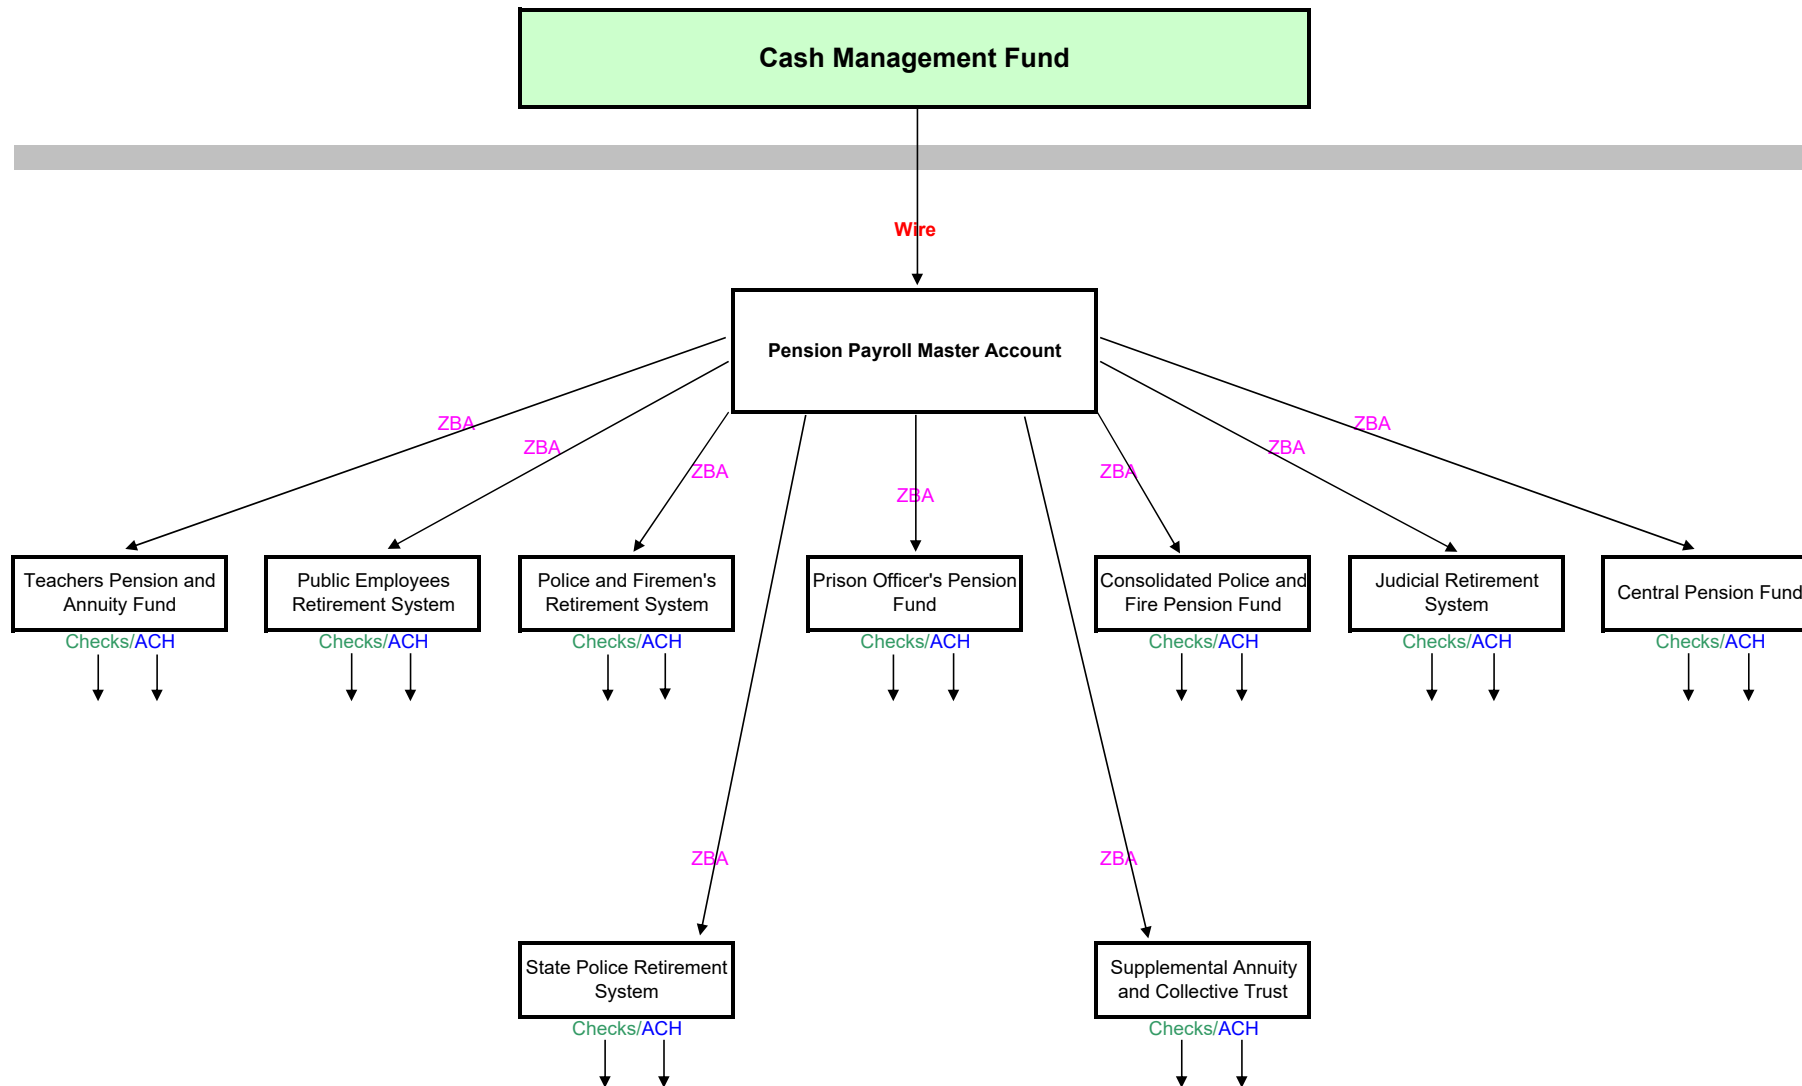 Cash Management Fund
Wire
Pension Payroll Master Account
ZBA
ZBA
ZBA
ZBA
ZBA
ZBA
ZBA
Teachers Pension and
Annuity Fund
Checks/ACH
Public Employees
Retirement System
Checks/ACH
Police and Firemen's
Retirement System
Checks/ACH
Prison Officer's Pension
Fund
Checks/ACH
Consolidated Police and
Fire Pension Fund
Checks/ACH
Judicial Retirement
System
Checks/ACH
Central Pension Fund
Checks/ACH
ZBA
ZBA
State Police Retirement
System
Checks/ACH
Supplemental Annuity
and Collective Trust
Checks/ACH